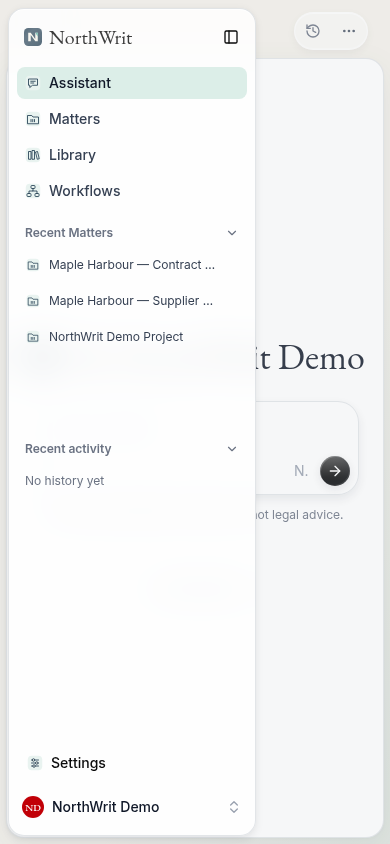 N NorthWrit
Assistant
Matters
Library
Workflows
Recent Matters
Maple Harbour — Contract ...
Maple Harbour — Supplier ...
NorthWrit Demo Project
it Demo
Recent activity
N.
No history yet
not legal advice.
Settings
ND NorthWrit Demo